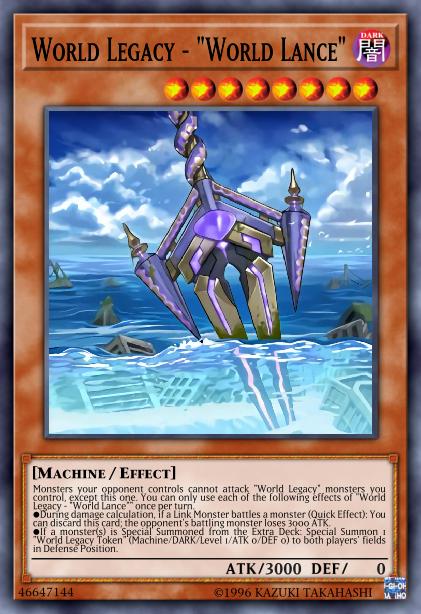 World Legacy - "World Lance"
DARK
闇
[Machine / Effect]
Monsters your opponent controls cannot attack "World Legacy" monsters you
control, except this one. You can only use each of the following effects of "World
Legacy - "World Lance"" once per turn.
●During damage calculation, if a Link Monster battles a monster (Quick Effect): You
can discard this card; the opponent's battling monster loses 3000 ATK.
●If a monster(s) is Special Summoned from the Extra Deck: Special Summon 1
"World Legacy Token" (Machine/DARK/Level 1/ATK 0/DEF 0) to both players' fields
in Defense Position.
ATK/3000 DEF/ 0
46647144 ©1996 KAZUKI TAKAHASHI